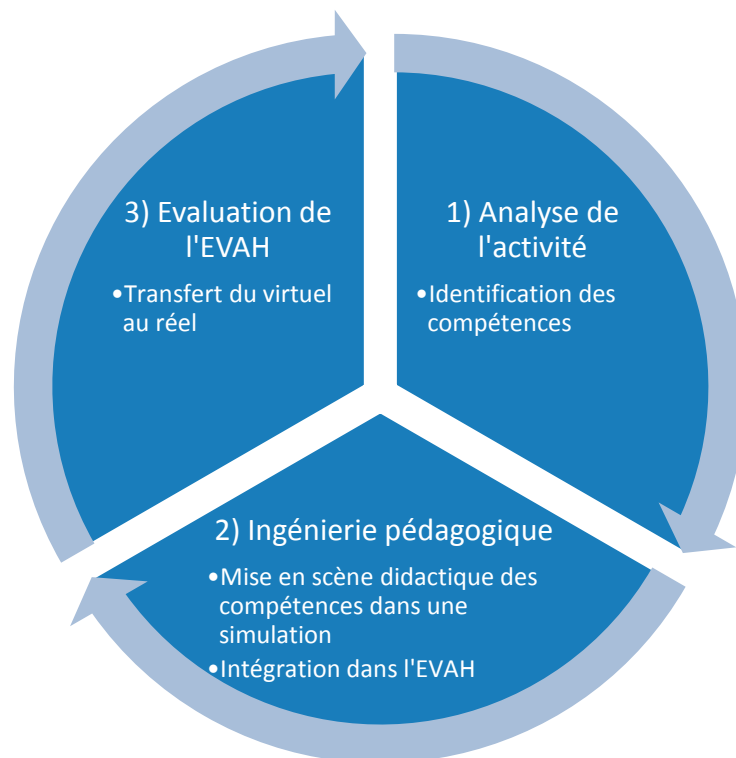 1) Analyse de
l'activité
•Identification des
compétences
2) Ingénierie pédagogique
•Mise en scène didactique des
compétences dans une
simulation
•Intégration dans l'EVAH
3) Evaluation de
l'EVAH
•Transfert du virtuel
au réel